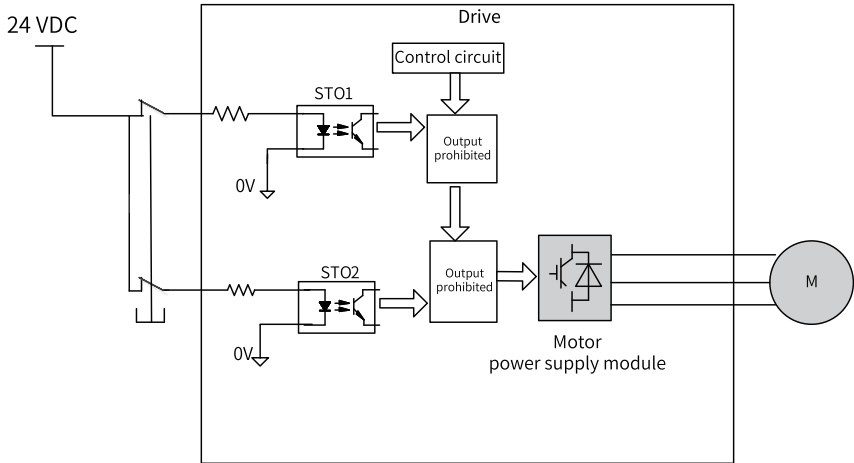 Drive
24 VDC
Control circuit
STO1
Output
prohibited
0V
STO2
Output
prohibited
M
0V
Motor
power supply module